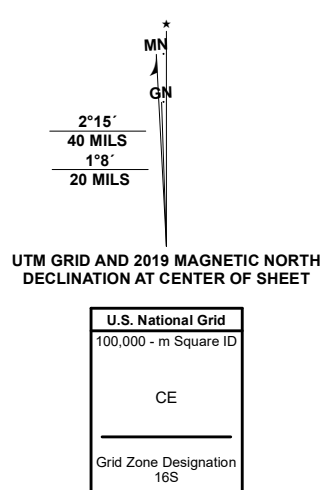 MN
GN
2°15´
40 MILS
1°8´
20 MILS
UTM GRID AND 2019 MAGNETIC NORTH
DECLINATION AT CENTER OF SHEET
U.S. National Grid
100,000 - m Square ID
CE
Grid Zone Designation
16S